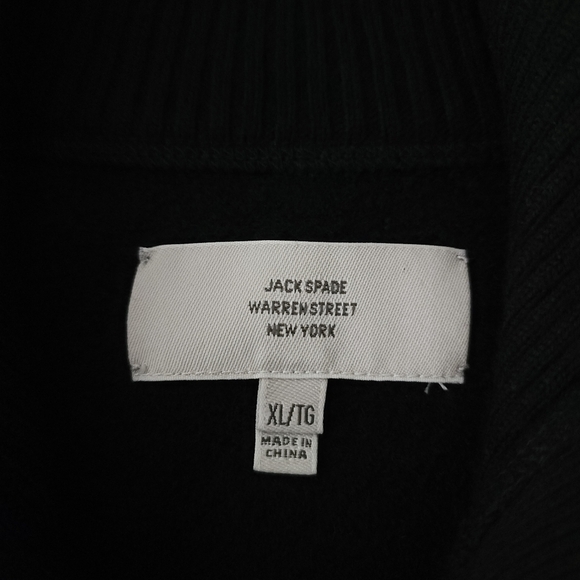 JACK SPADE
WARREN STREET
NEW YORK
XL/TG
MADE IN
CHINA